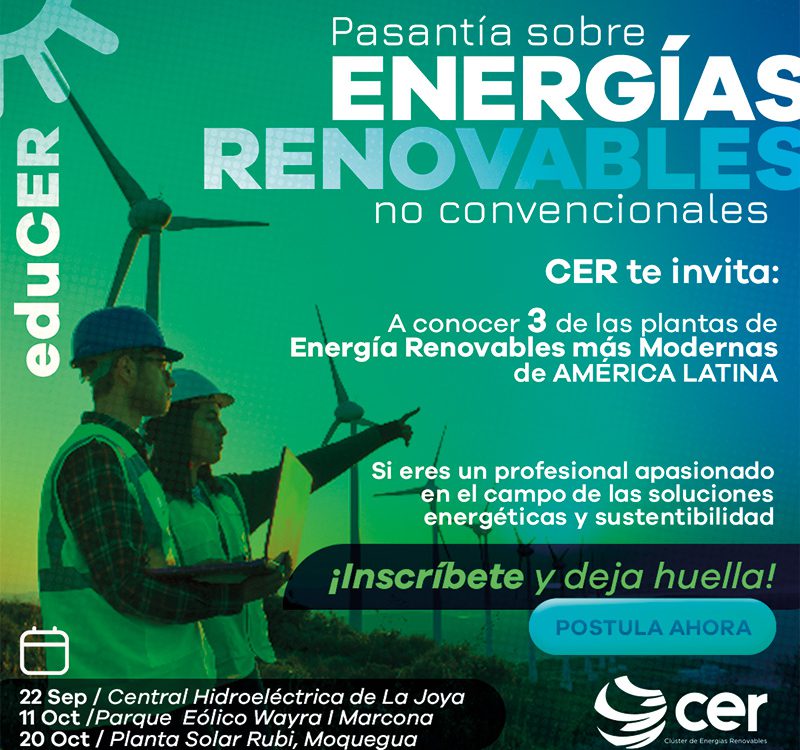 Pasantía sobre
ENERGÍAS
RENOVABLES
no convencionales
eduCER
CER te invita:
A conocer 3 de las plantas de
Energía Renovables más Modernas
de AMÉRICA LATINA
Si eres un profesional apasionado
en el campo de las soluciones
energéticas y sustentibilidad
¡Inscríbete y deja huella!
POSTULA AHORA
22 Sep / Central Hidroeléctrica de La Joya
11 Oct /Parque Eólico Wayra I Marcona
20 Oct / Planta Solar Rubi, Moquegua
cer
Clúster de Energías Renovables